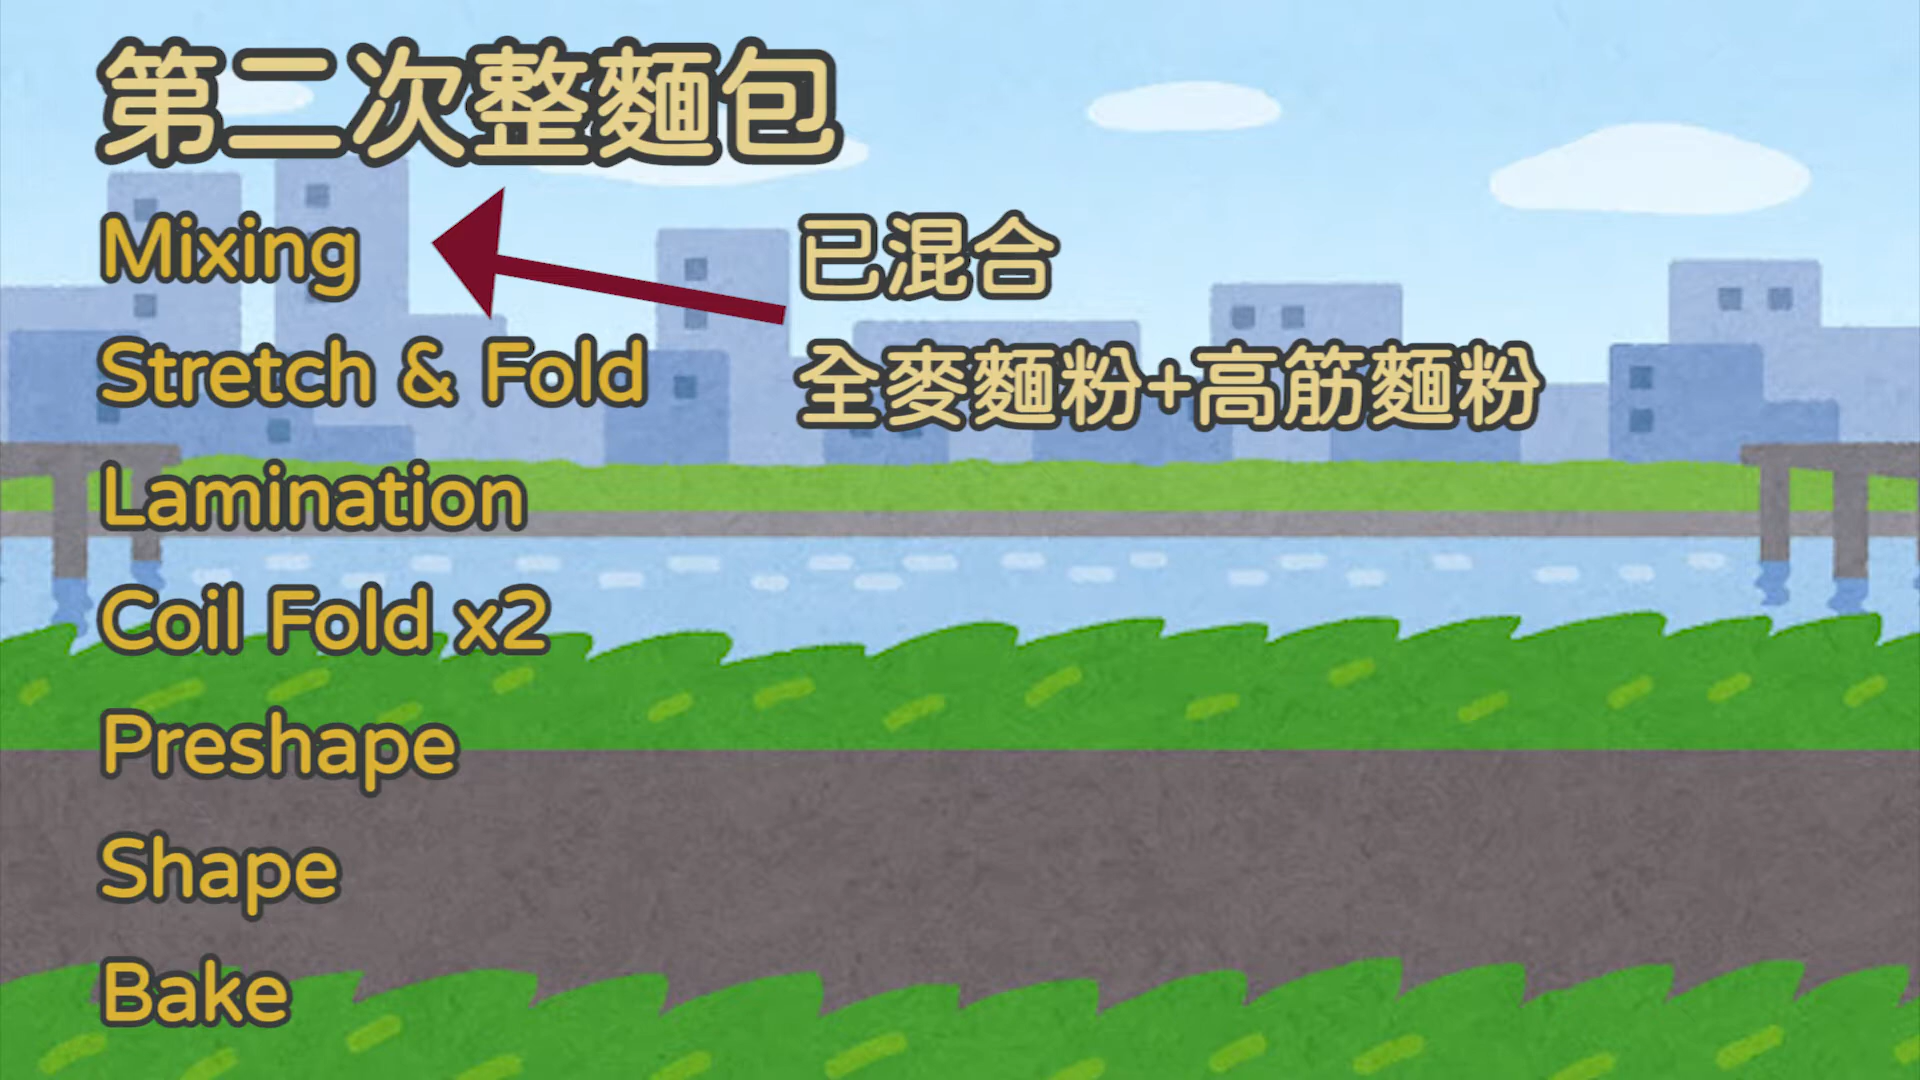 第二次整麵包
Mixing
已混合
Stretch & Fold
全麥麵粉+高筋麵粉
Lamination
Coil Fold x2
Preshape
Shape
Bake